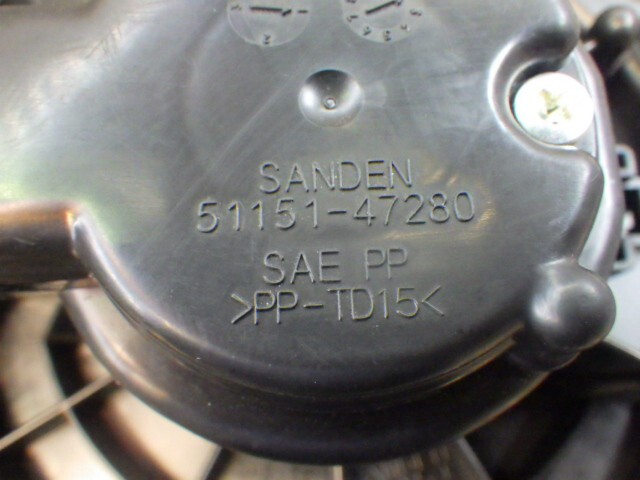 SANDEN
51151-47280
SAE PP
>PP-TD15<